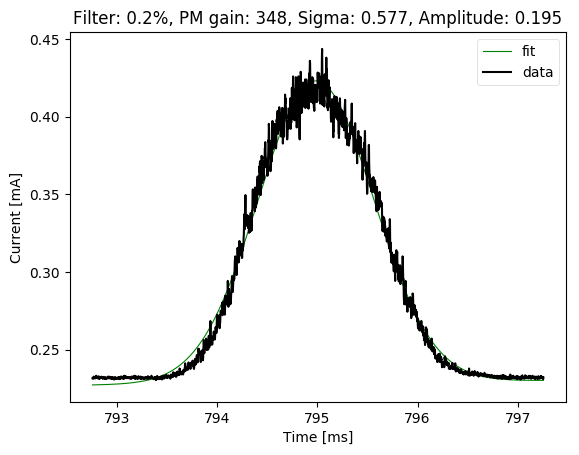 Filter: 0.2%, PM gain: 348, Sigma: 0.577, Amplitude: 0.195
fit
data
0.45
0.40
0.35
0.30
0.25
Current [mA]
793
794
795
796
797
Time [ms]